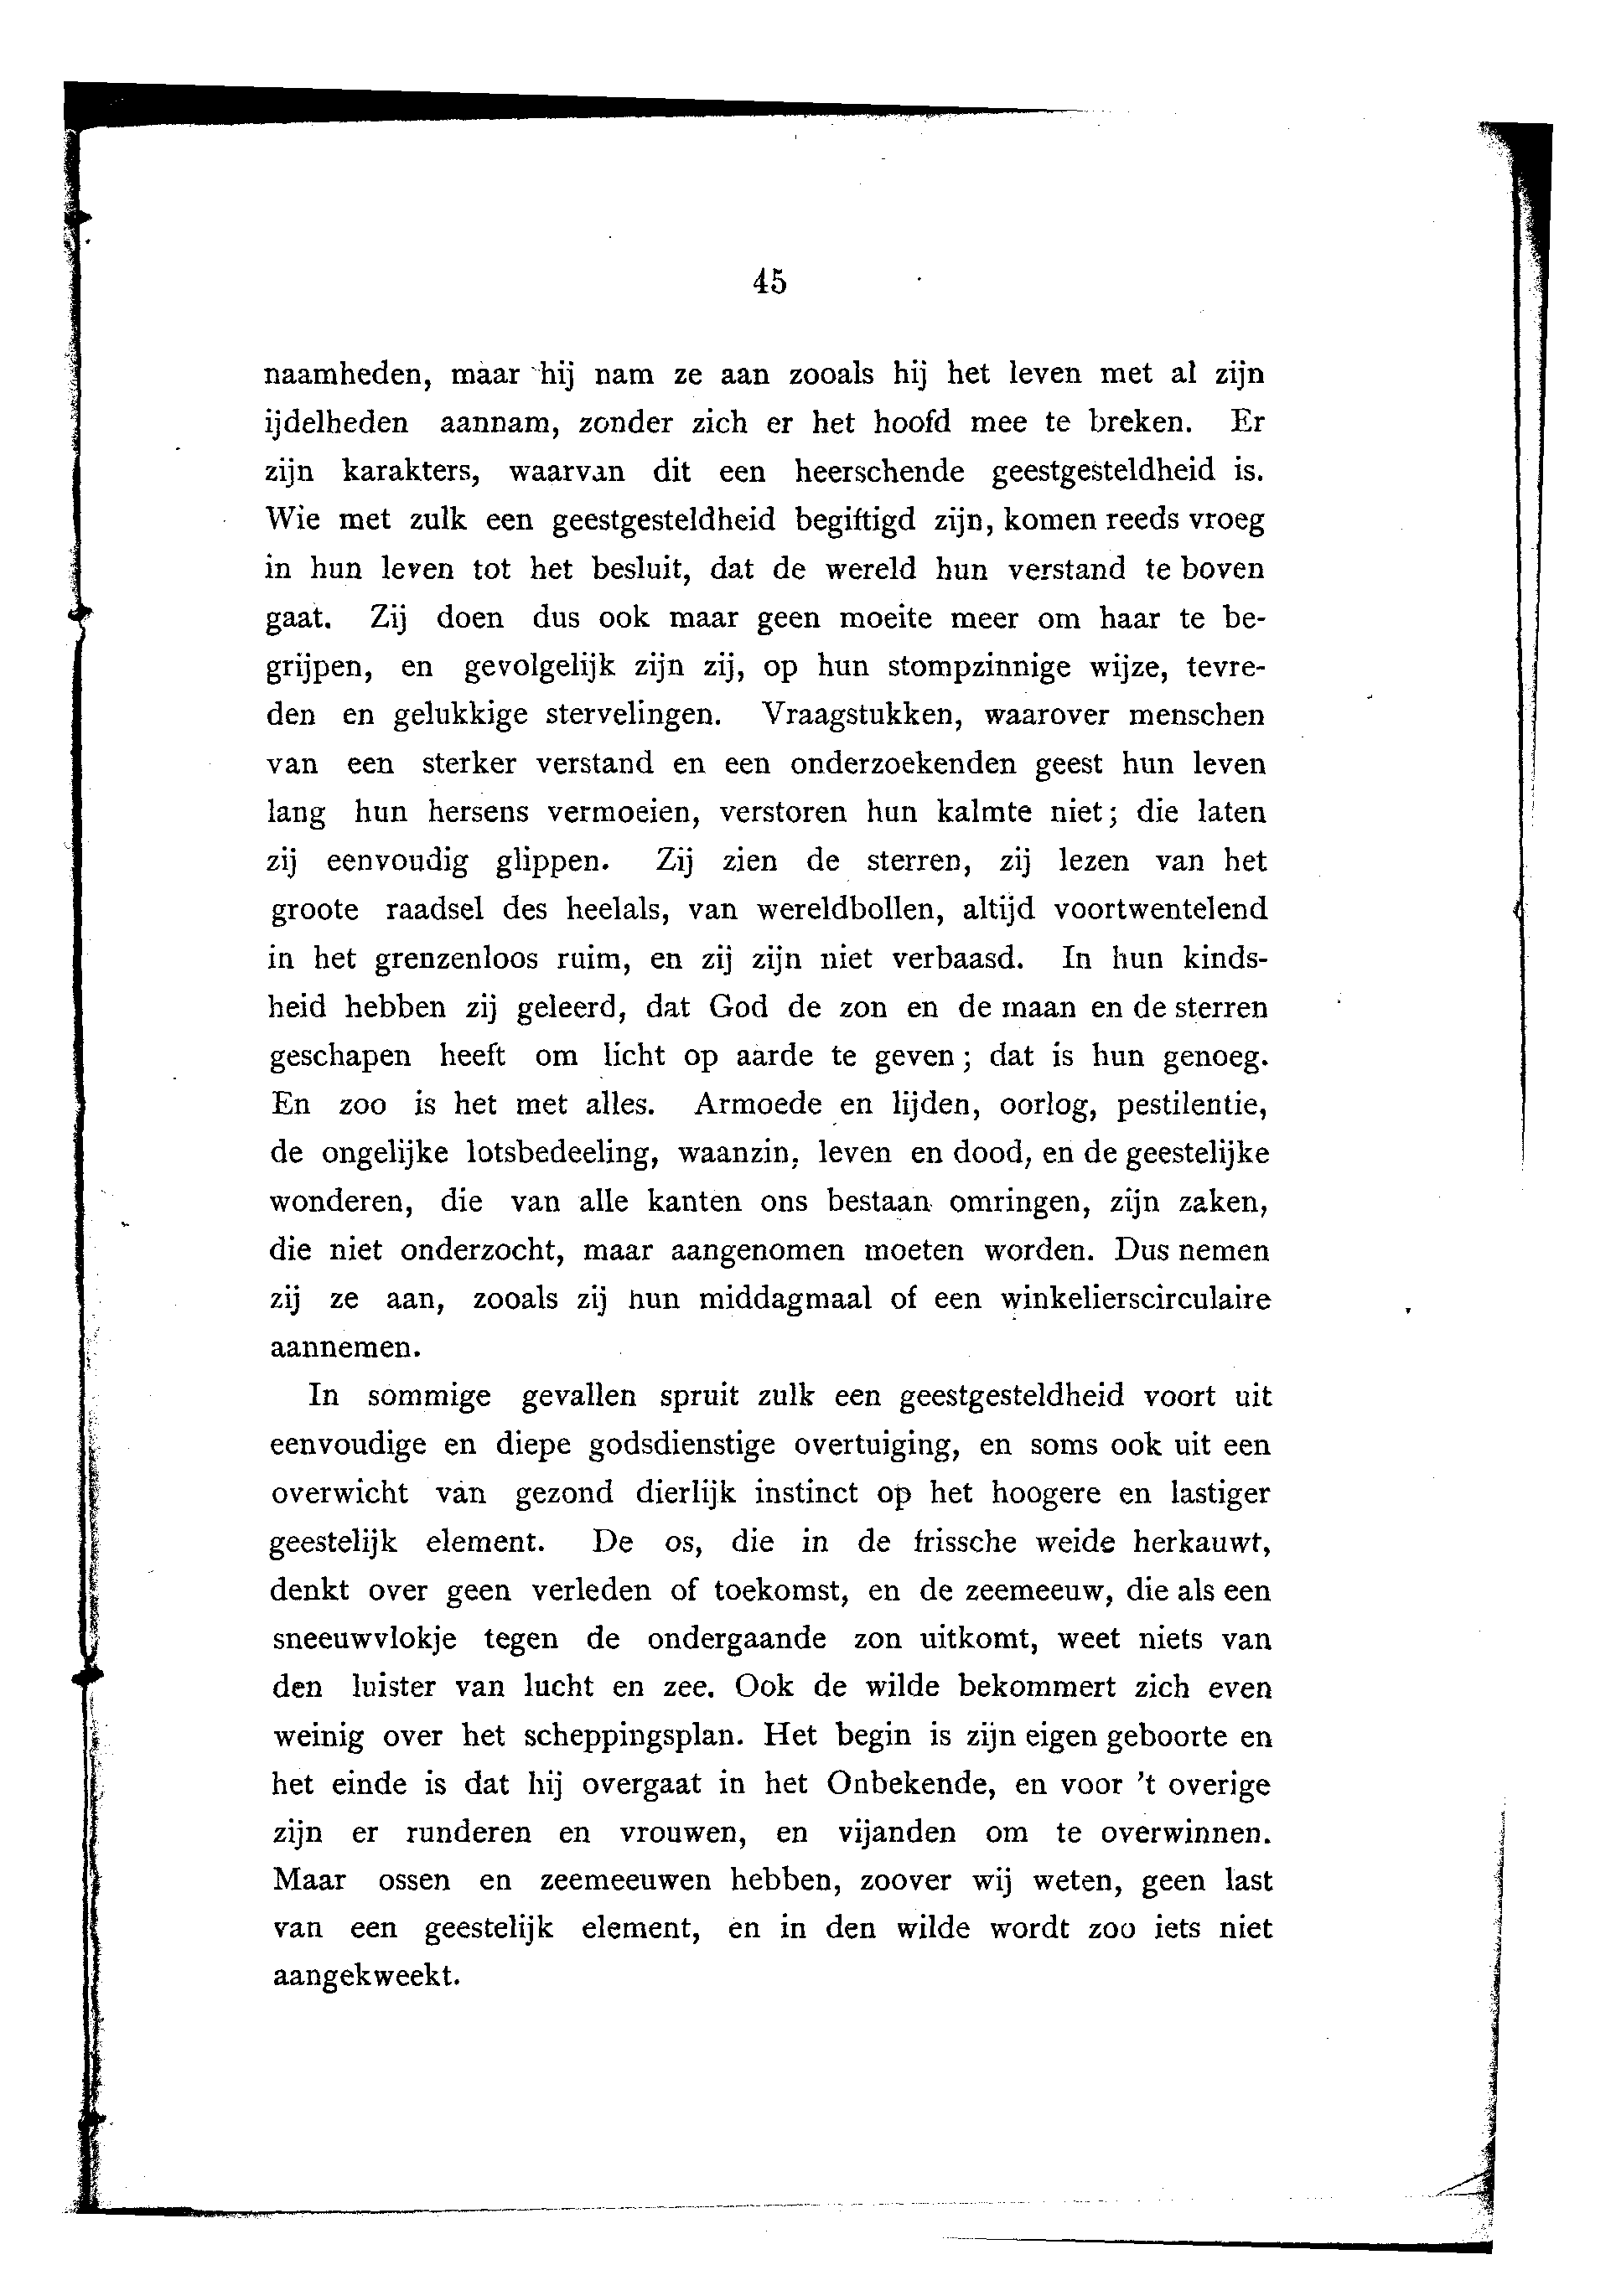 45
naamheden, maar hij nam ze aan zooals hij het leven met al zijn
ijdelheden aannam, zonder zich er het hoofd mee te breken. Er
zijn karakters, waarvan dit een heerschende geestgesteldheid is.
Wie met zulk een geestgesteldheid begiftigd zijn, komen reeds vroeg
in hun leven tot het besluit, dat de wereld hun verstand te boven
gaat. Zij doen dus ook maar geen moeite meer om haar te be-
grijpen, en gevolgelijk zijn zij, op hun stompzinnige wijze, tevre-
den en gelukkige stervelingen. Vraagstukken, waarover menschen
van een sterker verstand en een onderzoekenden geest hun leven
lang hun hersens vermoeien, verstoren hun kalmte niet; die laten
zij eenvoudig glippen. Zij zien de sterren, zij lezen van het
groote raadsel des heelals, van wereldbollen, altijd voortwentelend
in het grenzenloos ruim, en zij zijn niet verbaasd. In hun kinds-
heid hebben zij geleerd, dat God de zon en de maan en de sterren
geschapen heeft om licht op aarde te geven; dat is hun genoeg.
En zoo is het met alles. Armoede en lijden, oorlog, pestilentie,
de ongelijke lotsbedeeling, waanzin, leven en dood, en de geestelijke
wonderen, die van alle kanten ons bestaan omringen, zijn zaken,
die niet onderzocht, maar aangenomen moeten worden. Dus nemen
zij ze aan, zooals zij hun middagmaal of een winkelierscirculaire
aannemen.
In sommige gevallen spruit zulk een geestgesteldheid voort uit
eenvoudige en diepe godsdienstige overtuiging, en soms ook uit een
overwicht van gezond dierlijk instinct op het hoogere en lastiger
geestelijk element. De os, die in de frissche weide herkauwt,
denkt over geen verleden of toekomst, en de zeemeeuw, die als een
sneeuwvlokje tegen de ondergaande zon uitkomt, weet niets van
den luister van lucht en zee. Ook de wilde bekommert zich even
weinig over het scheppingsplan. Het begin is zijn eigen geboorte en
het einde is dat hij overgaat in het Onbekende, en voor 't overige
zijn er runderen en vrouwen, en vijanden om te overwinnen.
Maar ossen en zeemeeuwen hebben, zoover wij weten, geen last
van een geestelijk element, en in den wilde wordt zoo iets niet
aangekweekt.